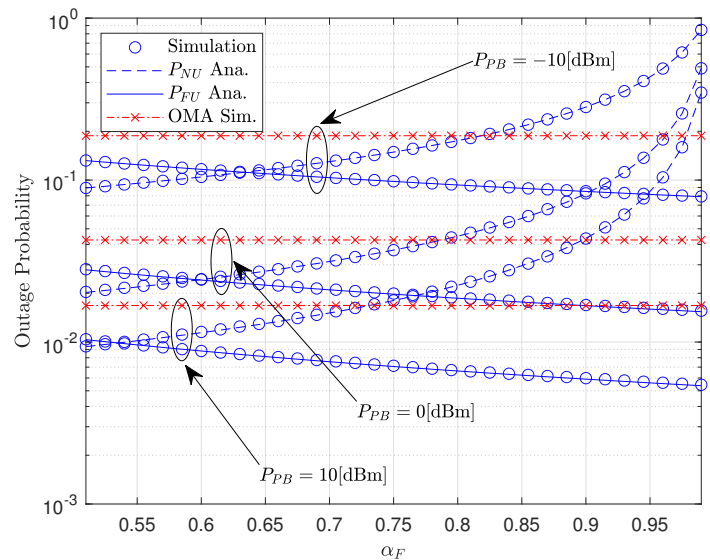 10^0
10^-1
10^-2
10^-3
Outage Probability
Simulation
P_NU Ana.
P_FU Ana.
OMA Sim.
P_PB = −10[dBm]
P_PB = 0[dBm]
P_PB = 10[dBm]
0.55 0.6 0.65 0.7 0.75 0.8 0.85 0.9 0.95
α_F